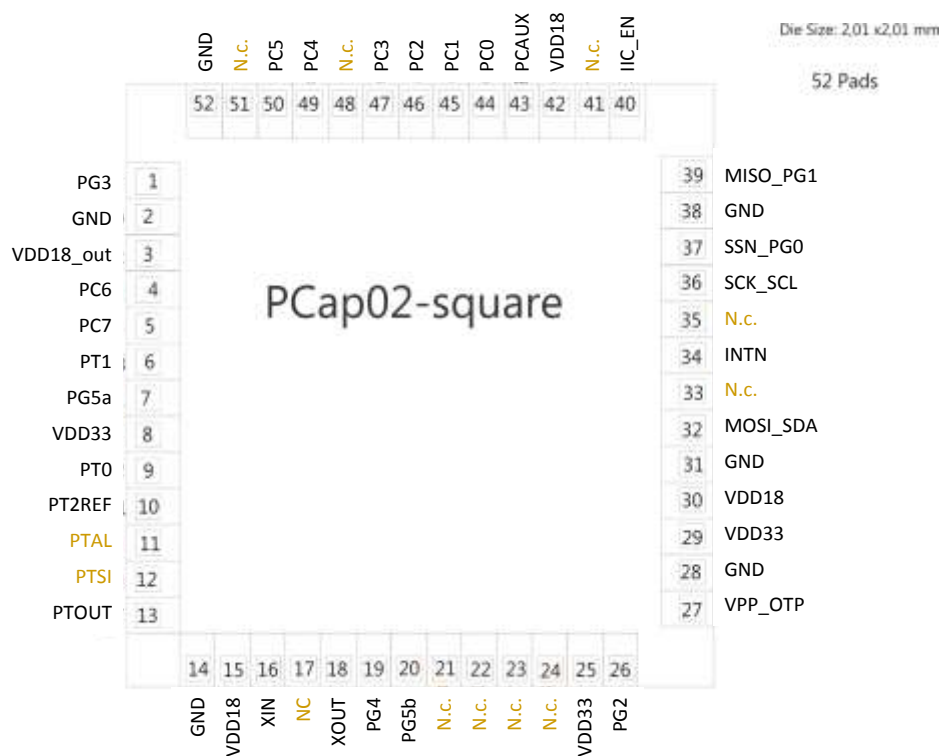 Die Size: 2,01 x2,01 mm
52 Pads
GND N.c. PC5 PC4 N.c. PC3 PC2 PC1 PC0 PCAUX VDD18 N.c. IIC_EN
52 51 50 49 48 47 46 45 44 43 42 41 40
PG3 1
GND 2
VDD18_out 3
PC6 4
PC7 5
PT1 6
PG5a 7
VDD33 8
PT0 9
PT2REF 10
PTAL 11
PTSI 12
PTOUT 13
PCap02-square
39 MISO_PG1
38 GND
37 SSN_PG0
36 SCK_SCL
35 N.c.
34 INTN
33 N.c.
32 MOSI_SDA
31 GND
30 VDD18
29 VDD33
28 GND
27 VPP_OTP
14 15 16 17 18 19 20 21 22 23 24 25 26
GND VDD18 XIN NC XOUT PG4 PG5b N.c. N.c. N.c. N.c. VDD33 PG2